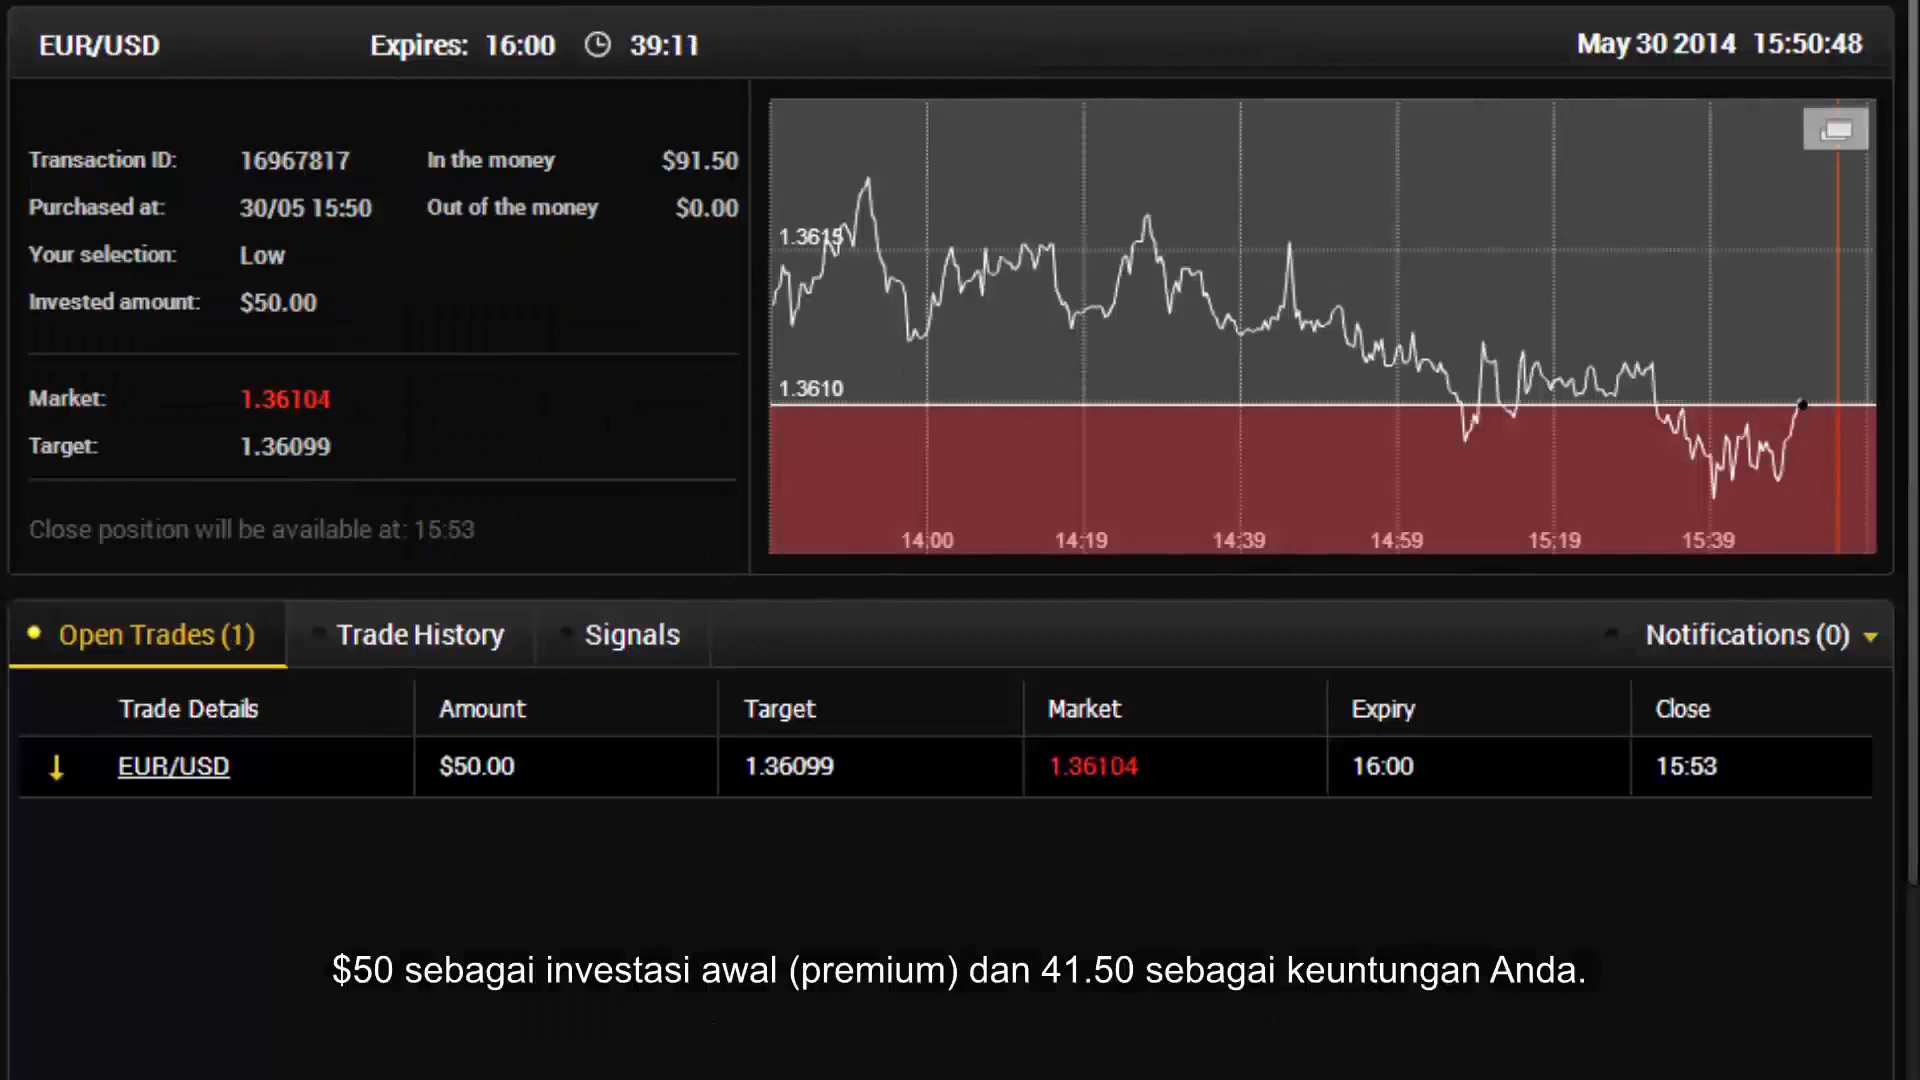 EUR/USD Expires: 16:00 39:11 May 30 2014 15:50:48
Transaction ID: 16967817 In the money $91.50
Purchased at: 30/05 15:50 Out of the money $0.00
Your selection: Low
Invested amount: $50.00
Market: 1.36104
Target: 1.36099
Close position will be available at: 15:53
1.3615
1.3610
14:00 14:19 14:39 14:59 15:19 15:39
Open Trades (1) Trade History Signals Notifications (0)
Trade Details Amount Target Market Expiry Close
EUR/USD $50.00 1.36099 1.36104 16:00 15:53
$50 sebagai investasi awal (premium) dan 41.50 sebagai keuntungan Anda.